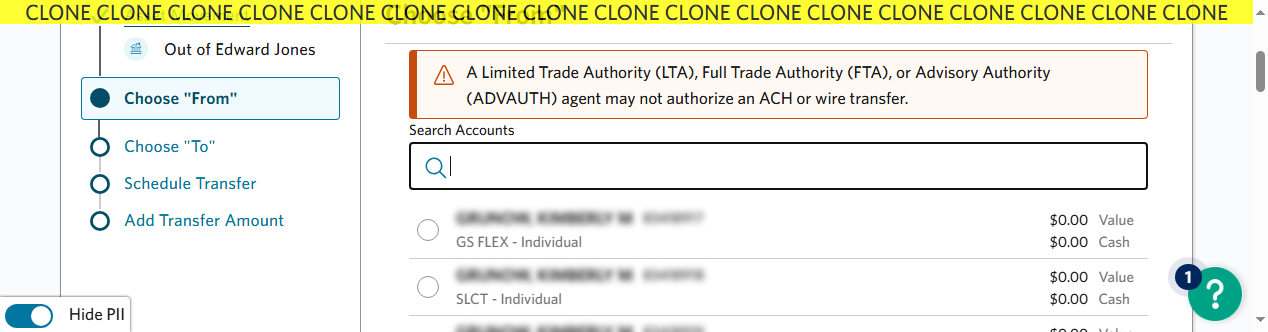 CLONE CLONE CLONE CLONE CLONE CLONE CLONE CLONE CLONE CLONE CLONE CLONE CLONE CLONE CLONE CLONE CLONE
Out of Edward Jones
Choose "From"
Choose "To"
Schedule Transfer
Add Transfer Amount
Hide PII
A Limited Trade Authority (LTA), Full Trade Authority (FTA), or Advisory Authority
(ADVAUTH) agent may not authorize an ACH or wire transfer.
Search Accounts
$0.00 Value
GS FLEX - Individual $0.00 Cash
$0.00 Value
SLCT - Individual $0.00 Cash
1
?